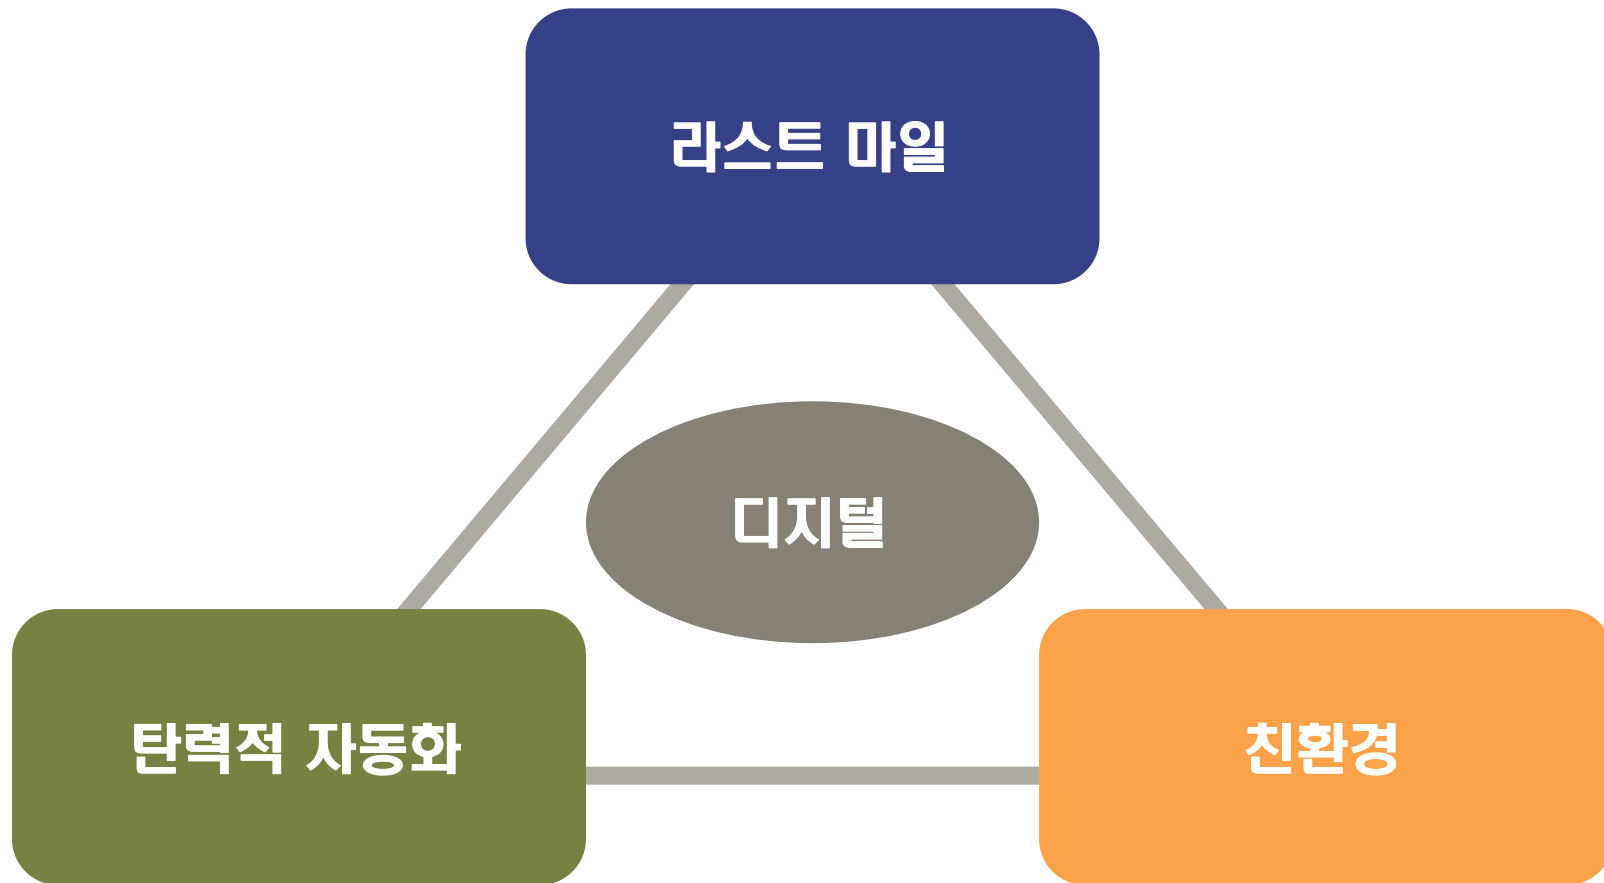 라스트 마일
디지털
탄력적 자동화
친환경